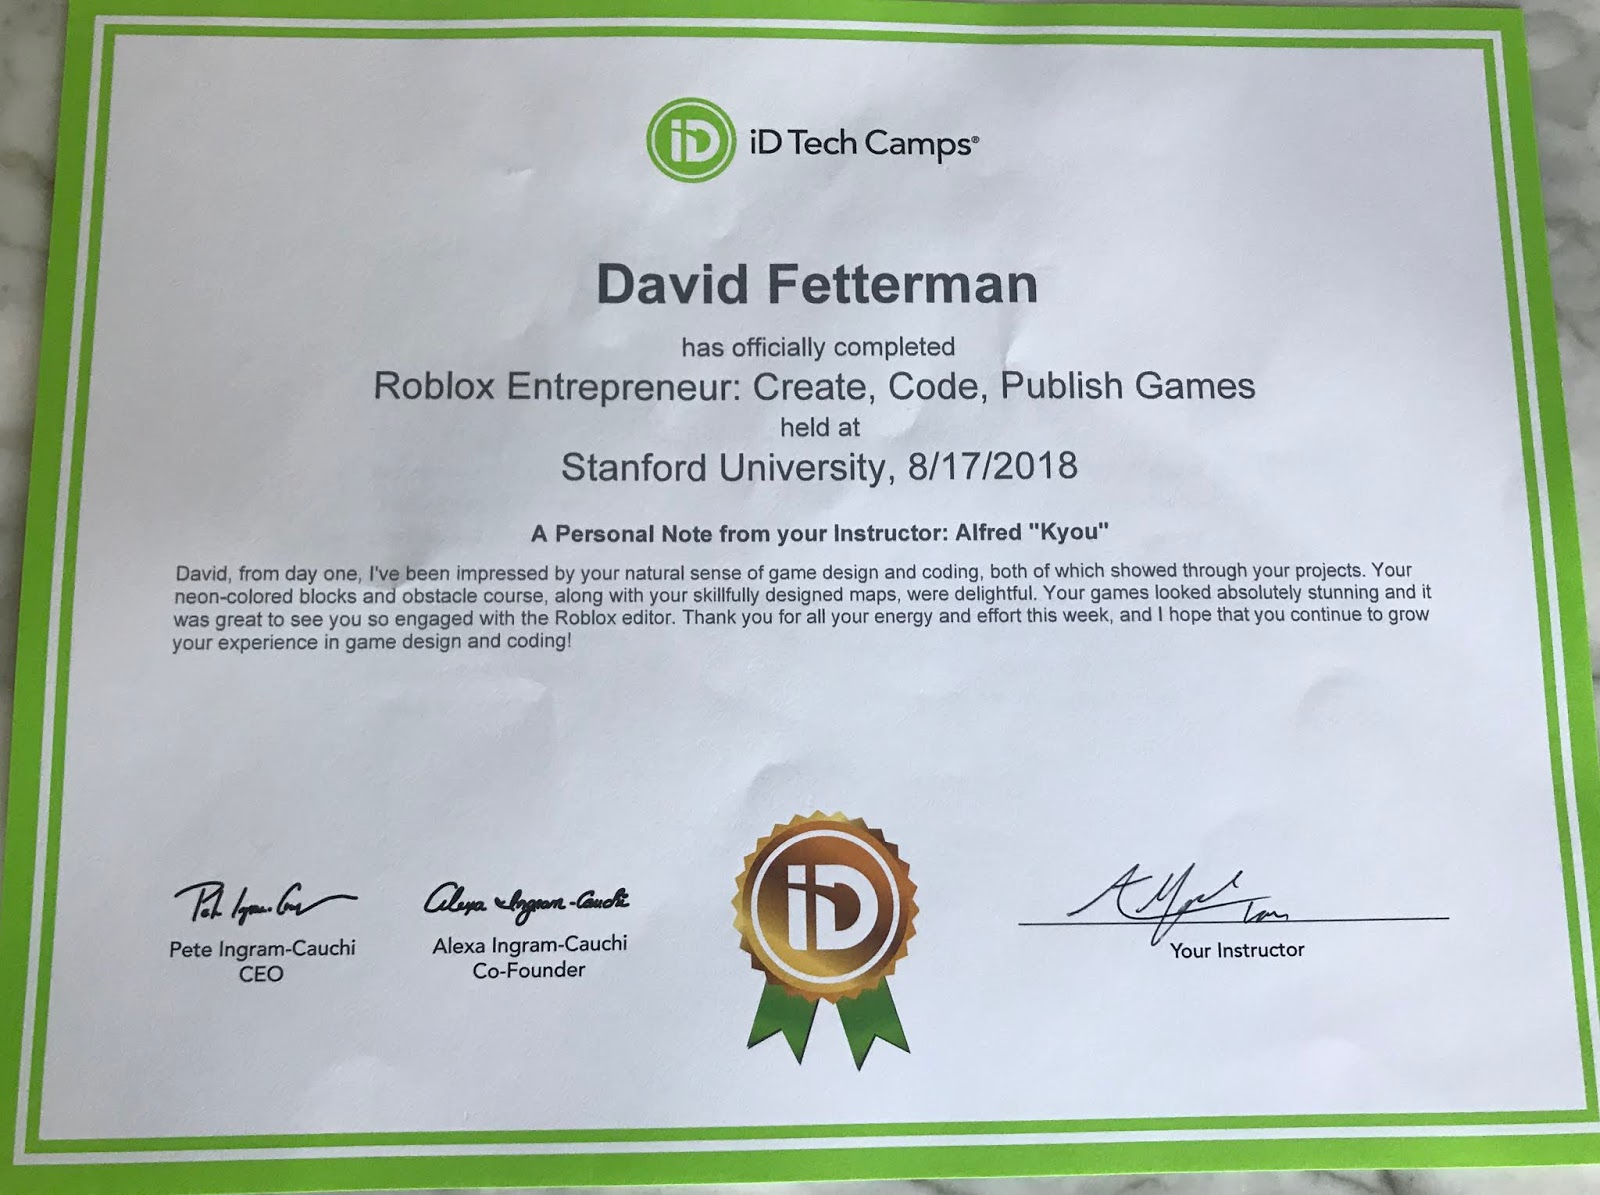 iD
iD Tech Camps®
David Fetterman
has officially completed
Roblox Entrepreneur: Create, Code, Publish Games
held at
Stanford University, 8/17/2018
A Personal Note from your Instructor: Alfred "Kyou"
David, from day one, I've been impressed by your natural sense of game design and coding, both of which showed through your projects. Your
neon-colored blocks and obstacle course, along with your skillfully designed maps, were delightful. Your games looked absolutely stunning and it
was great to see you so engaged with the Roblox editor. Thank you for all your energy and effort this week, and I hope that you continue to grow
your experience in game design and coding!
Alexa Ingram-Cauchi
Pete Ingram-Cauchi
CEO
Alexa Ingram-Cauchi
Co-Founder
iD
Your Instructor